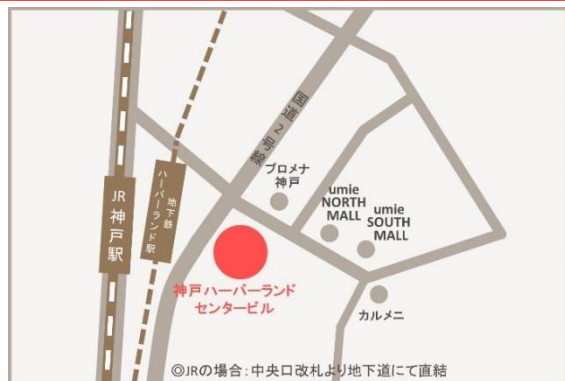 国道2号線
プロメナ
神戸
umie
NORTH
MALL
umie
SOUTH
MALL
地下鉄
ハーバーランド駅
JR神戸駅
神戸ハーバーランド
センタービル
カルメニ
◎JRの場合:中央口改札より地下道にて直結